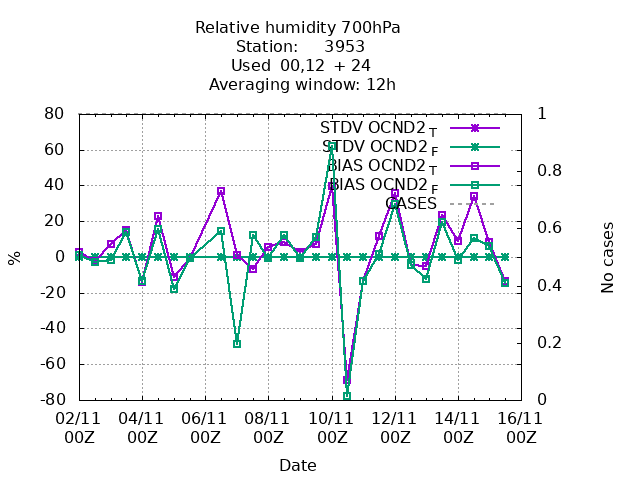 Relative humidity 700hPa
Station: 3953
Used 00,12 + 24
Averaging window: 12h
80 1
STDV OCND2 T
60 STDV OCND2 F
BIAS OCND2 T 0.8
40 BIAS OCND2 F
CASES
20 0.6
0
% No cases
-20 0.4
-40 0.2
-60
-80 0
02/11 04/11 06/11 08/11 10/11 12/11 14/11 16/11
00Z 00Z 00Z 00Z 00Z 00Z 00Z 00Z
Date